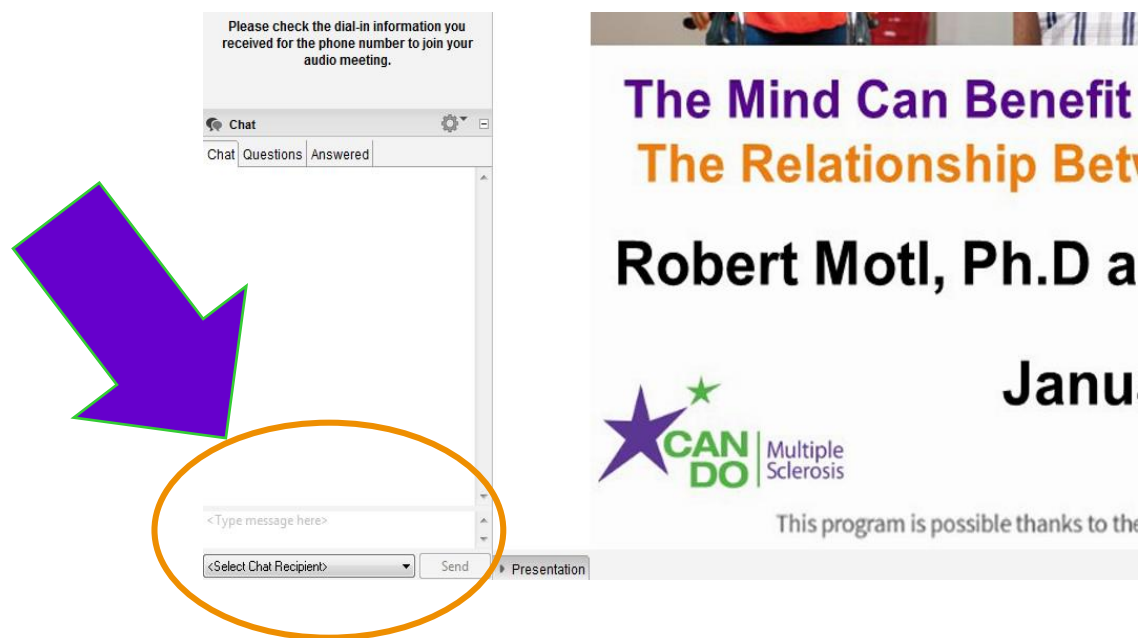 Please check the dial-in information you
received for the phone number to join your
audio meeting.
Chat
Chat Questions Answered
<Type message here>
<Select Chat Recipient> Send
Presentation
The Mind Can Benefit
The Relationship Betw
Robert Motl, Ph.D a
Janu
CAN
DO
Multiple
Sclerosis
This program is possible thanks to the